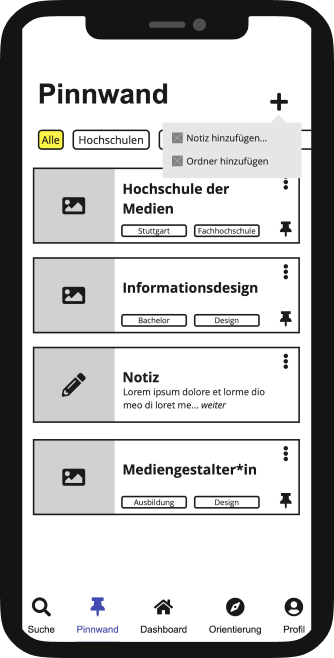 Pinnwand
Alle
Hochschulen
Notiz hinzufügen...
Ordner hinzufügen
Hochschule der
Medien
Stuttgart
Fachhochschule
Informationsdesign
Bachelor
Design
Notiz
Lorem ipsum dolore et lorme dio
meo di loret me... weiter
Mediengestalter*in
Ausbildung
Design
Suche
Pinnwand
Dashboard
Orientierung
Profil